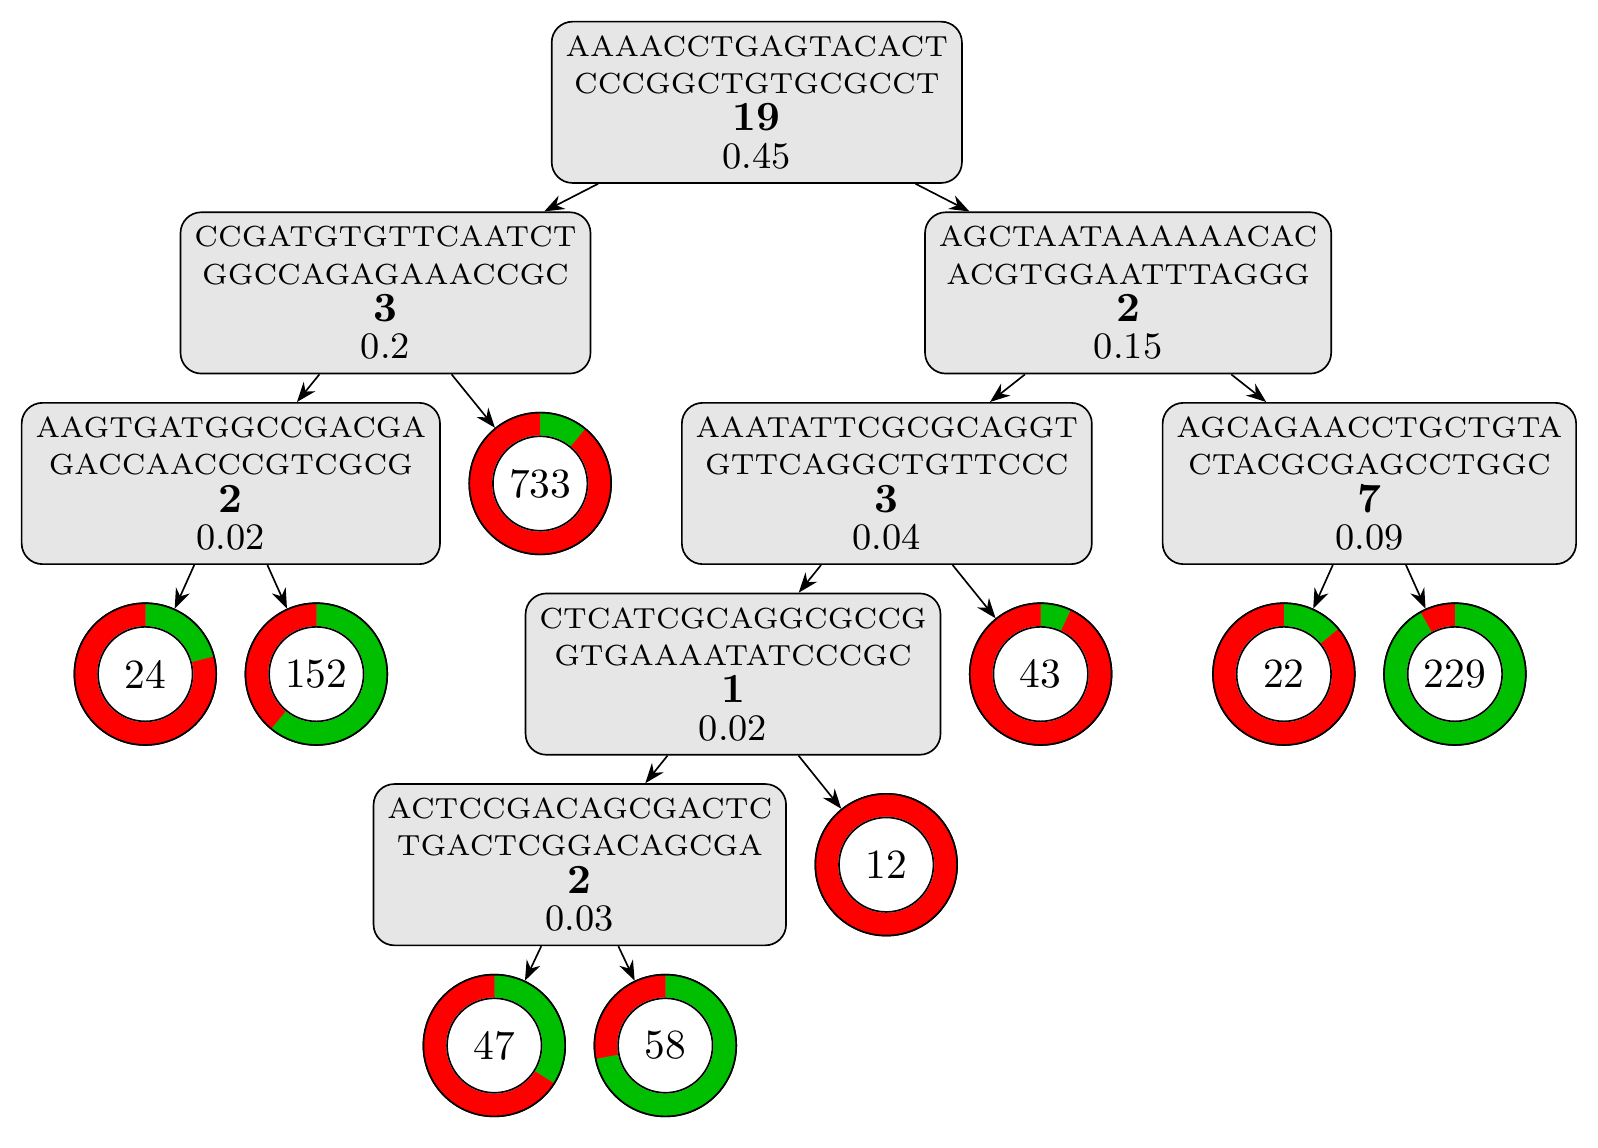 AAAACCTGAGTACACT
CCCGGCTGTGCGCCT
19
0.45
CCGATGTGTTCAATCT
GGCCAGAGAAACCGC
3
0.2
AGCTAATAAAAAACAC
ACGTGGAATTTAGGG
2
0.15
AAGTGATGGCCGACGA
GACCAACCCGTCGCG
2
0.02
733
AAATATTCGCGCAGGT
GTTCAGGCTGTTCCC
3
0.04
AGCAGAACCTGCTGTA
CTACGCGAGCCTGGC
7
0.09
24
152
CTCATCGCAGGCGCCG
GTGAAAATATCCCGC
1
0.02
43
22
229
ACTCCGACAGCGACTC
TGACTCGGACAGCGA
2
0.03
12
47
58